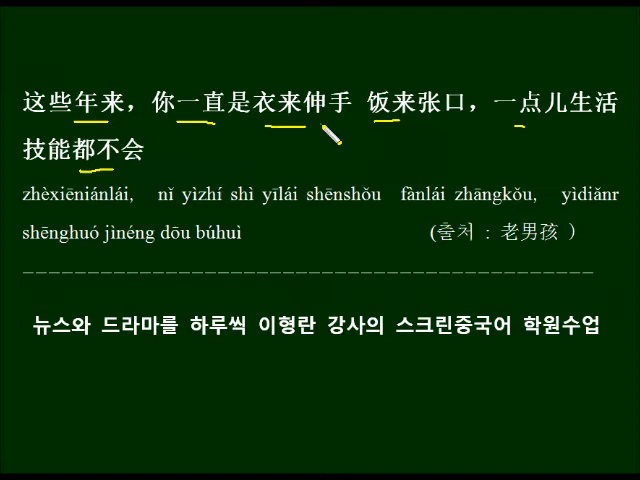 这些年来，你一直是衣来伸手 饭来张口，一点儿生活
技能都不会
zhèxiēniánlái, nǐ yìzhí shì yīlái shēnshǒu fànlái zhāngkǒu, yìdiǎnr
shēnghuó jìnéng dōu búhuì (출처 : 老男孩 )
뉴스와 드라마를 하루씩 이형란 강사의 스크린중국어 학원수업